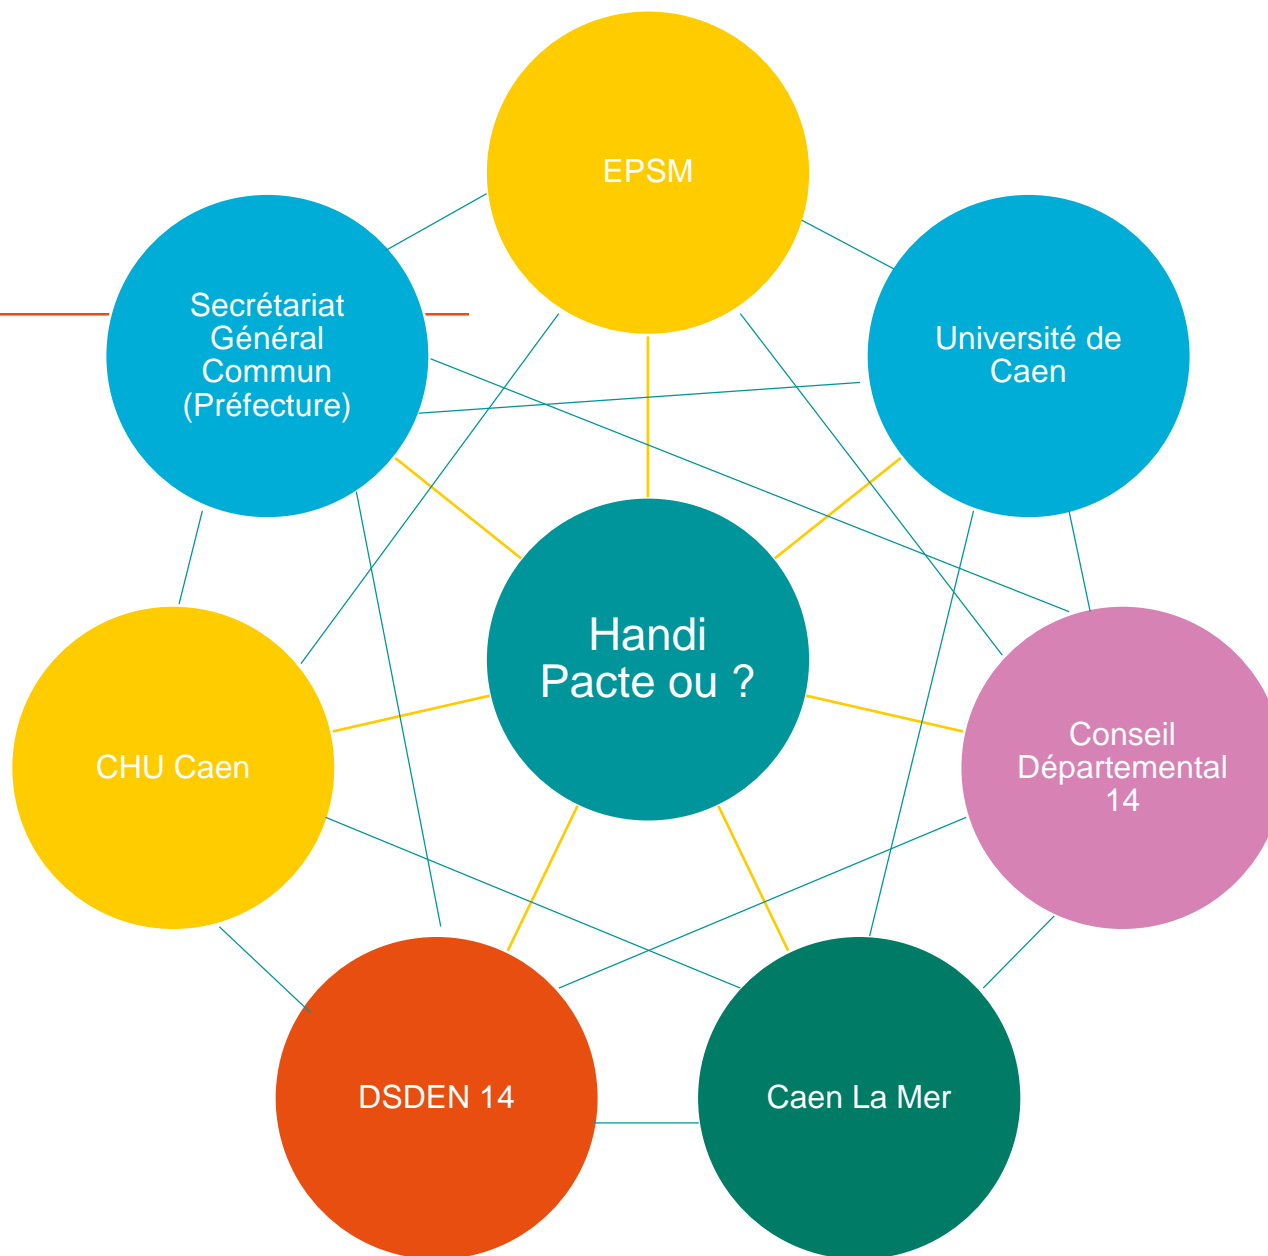 EPSM
Secrétariat
Général
Commun
(Préfecture)
Université de
Caen
Handi
Pacte ou ?
CHU Caen
Conseil
Départemental
14
DSDEN 14
Caen La Mer